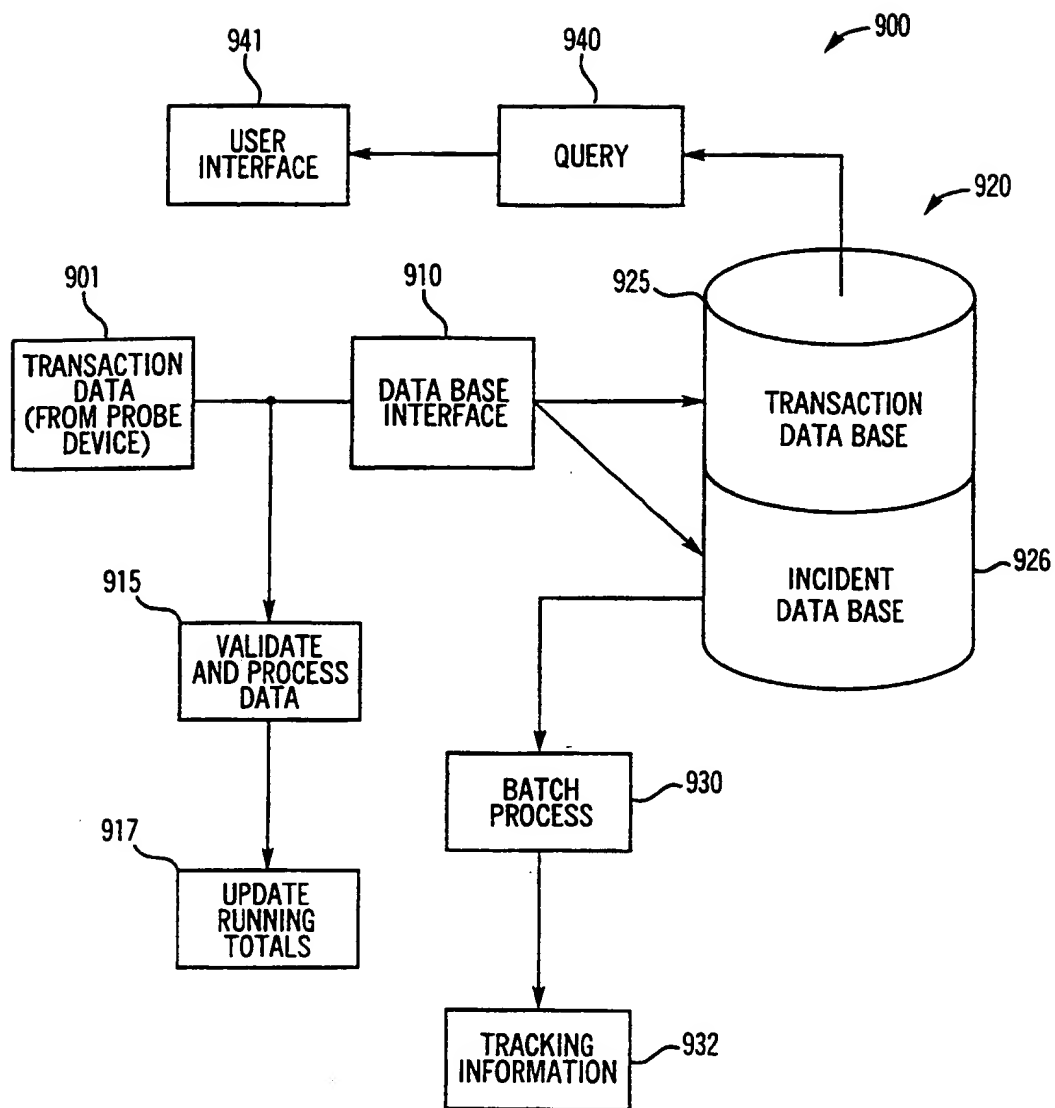 900
941
940
USER
INTERFACE
QUERY
920
901
910
925
TRANSACTION
DATA
(FROM PROBE
DEVICE)
DATA BASE
INTERFACE
TRANSACTION
DATA BASE
915
926
INCIDENT
DATA BASE
VALIDATE
AND PROCESS
DATA
BATCH
PROCESS
930
917
UPDATE
RUNNING
TOTALS
TRACKING
INFORMATION
932